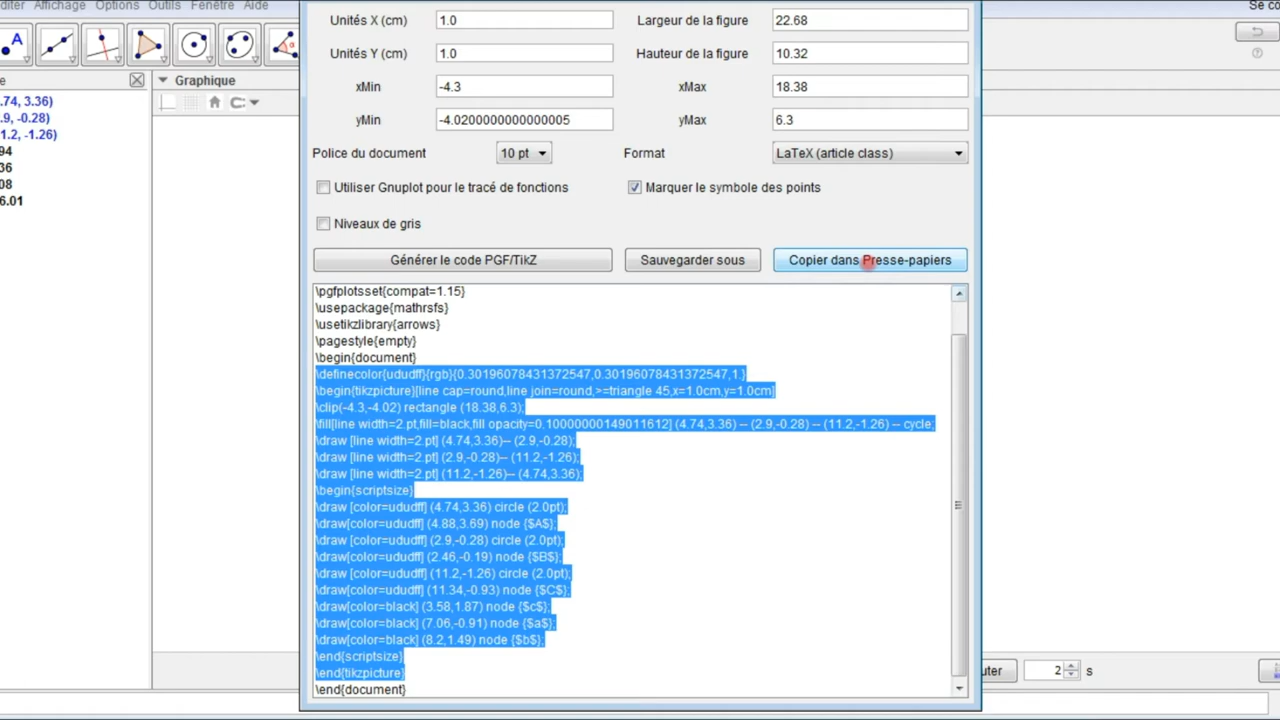 diter Affichage Options Outils Fenêtre Aide
Se co
A
e
Graphique
.74, 3.36)
.9, -0.28)
1.2, -1.26)
94
36
08
6.01
Unités X (cm) 1.0 Largeur de la figure 22.68
Unités Y (cm) 1.0 Hauteur de la figure 10.32
xMin -4.3 xMax 18.38
yMin -4.0200000000000005 yMax 6.3
Police du document 10 pt Format LaTeX (article class)
Utiliser Gnuplot pour le tracé de fonctions Marquer le symbole des points
Niveaux de gris
Générer le code PGF/TikZ Sauvegarder sous Copier dans Presse-papiers
\pgfplotsset{compat=1.15}
\usepackage{mathrsfs}
\usetikzlibrary{arrows}
\pagestyle{empty}
\begin{document}
\definecolor{ududff}{rgb}{0.30196078431372547,0.30196078431372547,1.}
\begin{tikzpicture}[line cap=round,line join=round,>=triangle 45,x=1.0cm,y=1.0cm]
\clip(-4.3,-4.02) rectangle (18.38,6.3);
\fill[line width=2.pt,fill=black,fill opacity=0.10000000149011612] (4.74,3.36) -- (2.9,-0.28) -- (11.2,-1.26) -- cycle;
\draw [line width=2.pt] (4.74,3.36)-- (2.9,-0.28);
\draw [line width=2.pt] (2.9,-0.28)-- (11.2,-1.26);
\draw [line width=2.pt] (11.2,-1.26)-- (4.74,3.36);
\begin{scriptsize}
\draw [color=ududff] (4.74,3.36) circle (2.0pt);
\draw[color=ududff] (4.88,3.69) node {$A$};
\draw [color=ududff] (2.9,-0.28) circle (2.0pt);
\draw[color=ududff] (2.46,-0.19) node {$B$};
\draw [color=ududff] (11.2,-1.26) circle (2.0pt);
\draw[color=ududff] (11.34,-0.93) node {$C$};
\draw[color=black] (3.58,1.87) node {$c$};
\draw[color=black] (7.06,-0.91) node {$a$};
\draw[color=black] (8.2,1.49) node {$b$};
\end{scriptsize}
\end{tikzpicture}
\end{document}
uter 2 s